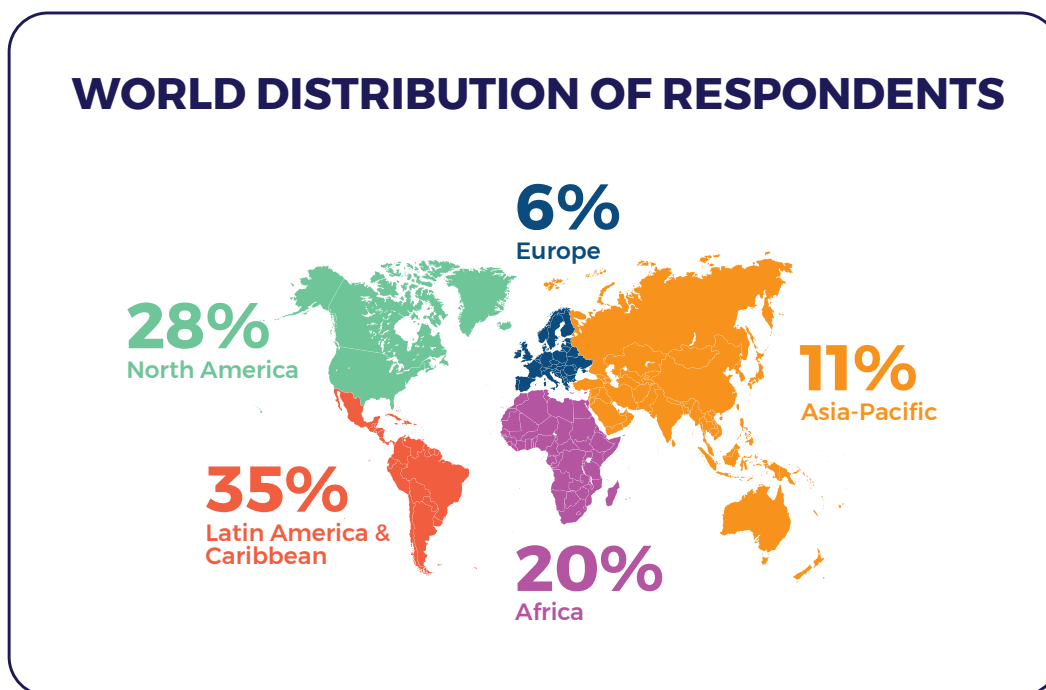 WORLD DISTRIBUTION OF RESPONDENTS
6%
Europe
28%
North America
11%
Asia-Pacific
35%
Latin America &
Caribbean
20%
Africa